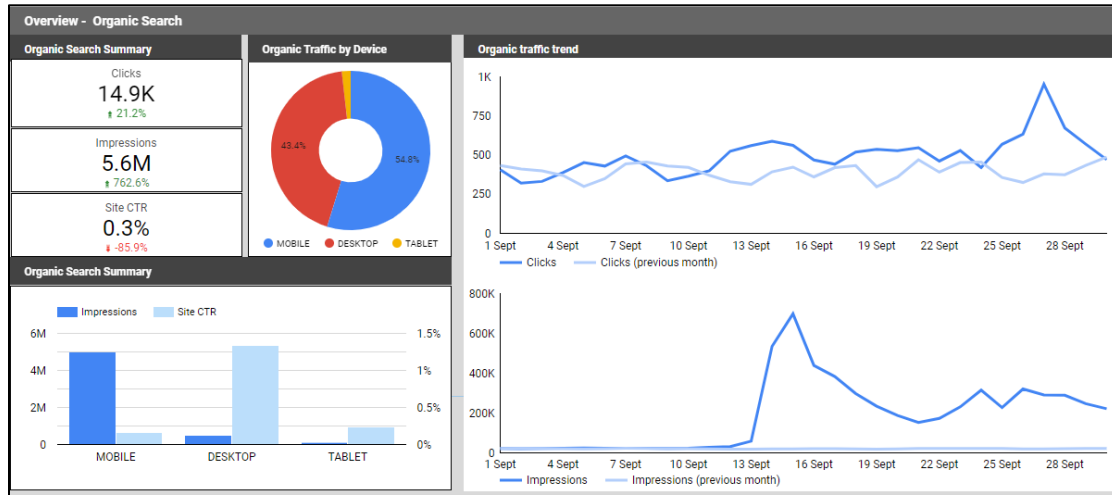 Overview - Organic Search
Organic Search Summary
Clicks
14.9K
21.2%
Impressions
5.6M
762.6%
Site CTR
0.3%
-85.9%
Organic Traffic by Device
43.4%
54.8%
MOBILE DESKTOP TABLET
Organic traffic trend
1K
750
500
250
0
1 Sept 4 Sept 7 Sept 10 Sept 13 Sept 16 Sept 19 Sept 22 Sept 25 Sept 28 Sept
Clicks Clicks (previous month)
Organic Search Summary
Impressions Site CTR
6M 1.5%
4M 1%
2M 0.5%
0 0%
MOBILE DESKTOP TABLET
800K
600K
400K
200K
0
1 Sept 4 Sept 7 Sept 10 Sept 13 Sept 16 Sept 19 Sept 22 Sept 25 Sept 28 Sept
Impressions Impressions (previous month)